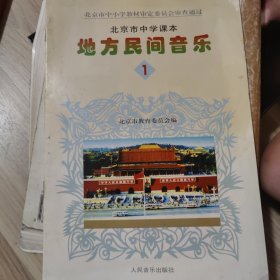 北京市中小学教材审定委员会审查通过
北京市中学课本
地方民间音乐
1
北京市教育委员会编
人民音乐出版社